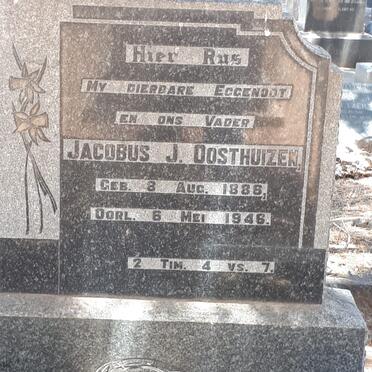 Hier Rus
My dierbare Eggenoot
en ons Vader
Jacobus J. Oosthuizen,
Geb. 8 Aug. 1886,
Oorl. 6 Mei 1946.
2 Tim. 4 vs. 7.